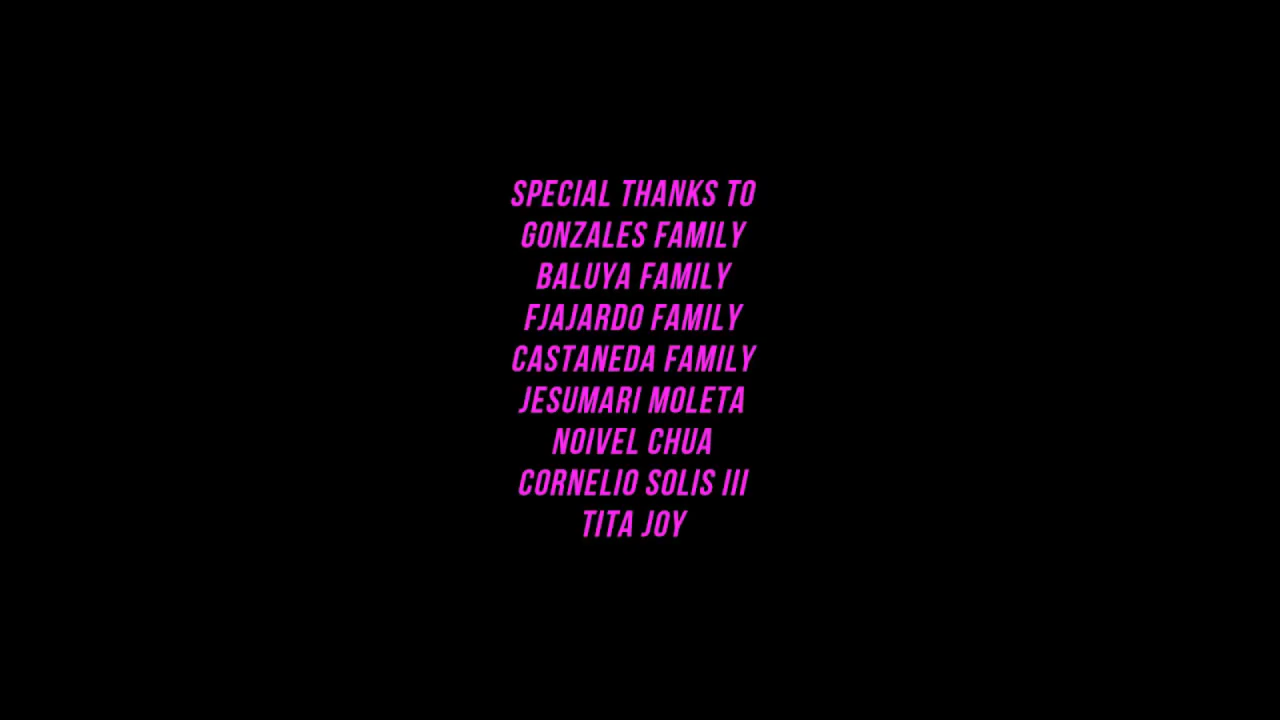 SPECIAL THANKS TO
GONZALES FAMILY
BALUYA FAMILY
FJAJARDO FAMILY
CASTANEDA FAMILY
JESUMARI MOLETA
NOIVEL CHUA
CORNELIO SOLIS III
TITA JOY